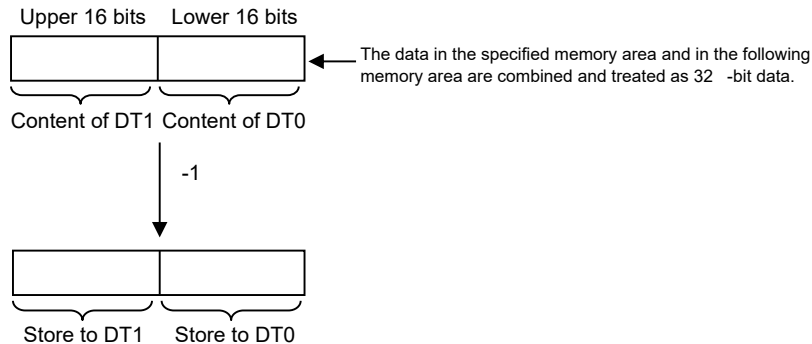 Upper 16 bits Lower 16 bits
The data in the specified memory area and in the following
memory area are combined and treated as 32 -bit data.
Content of DT1 Content of DT0
-1
Store to DT1 Store to DT0